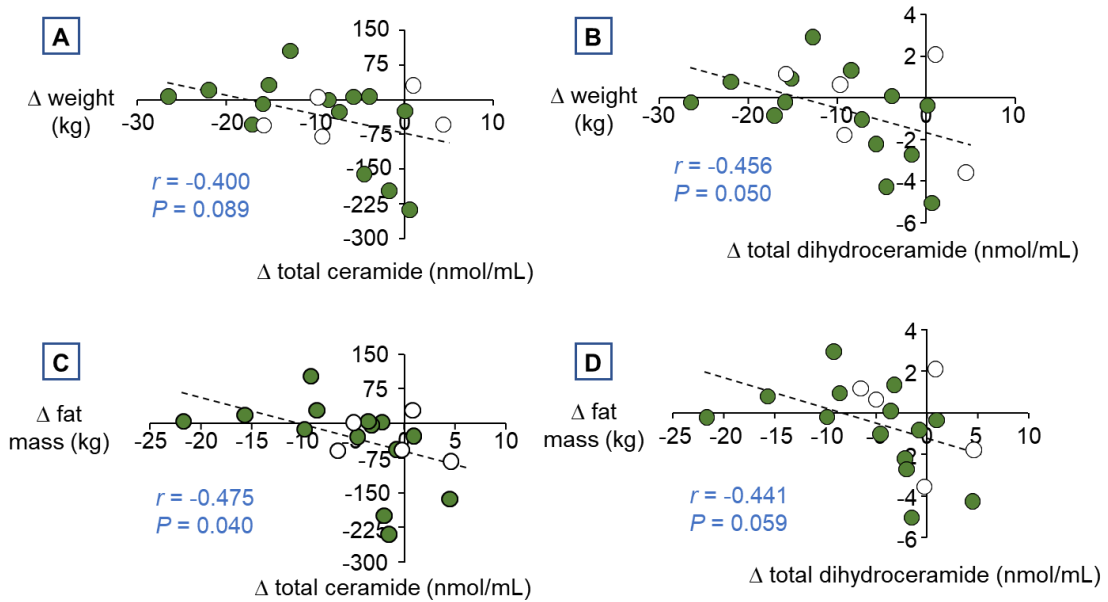 A
150
75
Δ weight
(kg)
-30
-20
-10
0
10
-75
-150
-225
-300
r = -0.400
P = 0.089
Δ total ceramide (nmol/mL)
B
4
2
Δ weight
(kg)
-30
-20
-10
0
10
-2
-4
-6
r = -0.456
P = 0.050
Δ total dihydroceramide (nmol/mL)
C
150
75
Δ fat
mass (kg)
-25
-20
-15
-10
-5
0
5
10
-75
-150
-225
-300
r = -0.475
P = 0.040
Δ total ceramide (nmol/mL)
D
4
2
Δ fat
mass (kg)
-25
-20
-15
-10
-5
0
5
10
-2
-4
-6
r = -0.441
P = 0.059
Δ total dihydroceramide (nmol/mL)